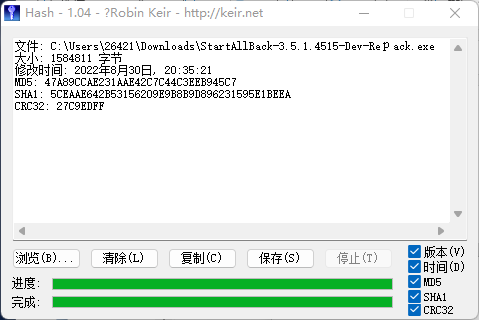 Hash - 1.04 - ?Robin Keir - http://keir.net
文件: C:\Users\26421\Downloads\StartAllBack-3.5.1.4515-Dev-Repack.exe
大小: 1584811 字节
修改时间: 2022年8月30日, 20:35:21
MD5: 47A89CCAE231AAE42C7C44C3EEB945C7
SHA1: 5CEAAE642B53156209E9B8B9D896231595E1BEEA
CRC32: 27C9EDFF
浏览(B)... 清除(L) 复制(C) 保存(S) 停止(T)
版本(V)
时间(D)
进度:
MD5
完成:
SHA1
CRC32